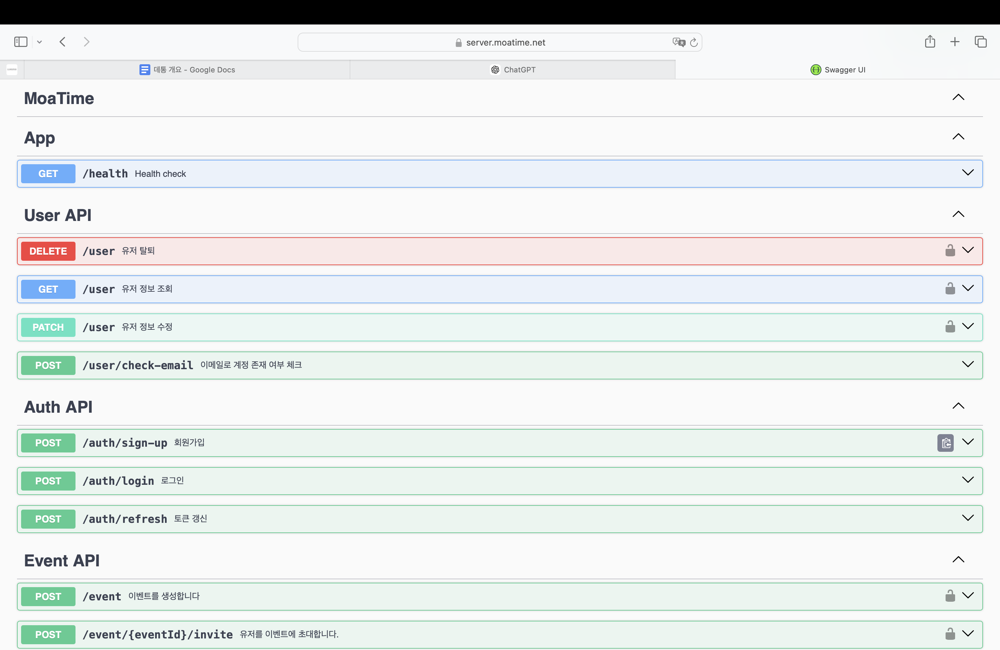 server.moatime.net
데통 개요 - Google Docs
ChatGPT
Swagger UI
MoaTime
App
GET /health Health check
User API
DELETE /user 유저 탈퇴
GET /user 유저 정보 조회
PATCH /user 유저 정보 수정
POST /user/check-email 이메일로 계정 존재 여부 체크
Auth API
POST /auth/sign-up 회원가입
POST /auth/login 로그인
POST /auth/refresh 토큰 갱신
Event API
POST /event 이벤트를 생성합니다
POST /event/{eventId}/invite 유저를 이벤트에 초대합니다.